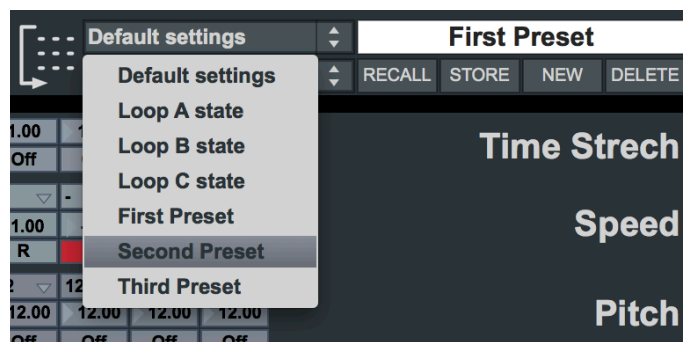 Default settings
First Preset
RECALL STORE NEW DELETE
Default settings
Loop A state
Loop B state
Loop C state
First Preset
Second Preset
Third Preset
1.00
Off
Time Strech
-
1.00
R
Speed
12
12.00 12.00 12.00 12.00
Pitch
Off Off Off Off